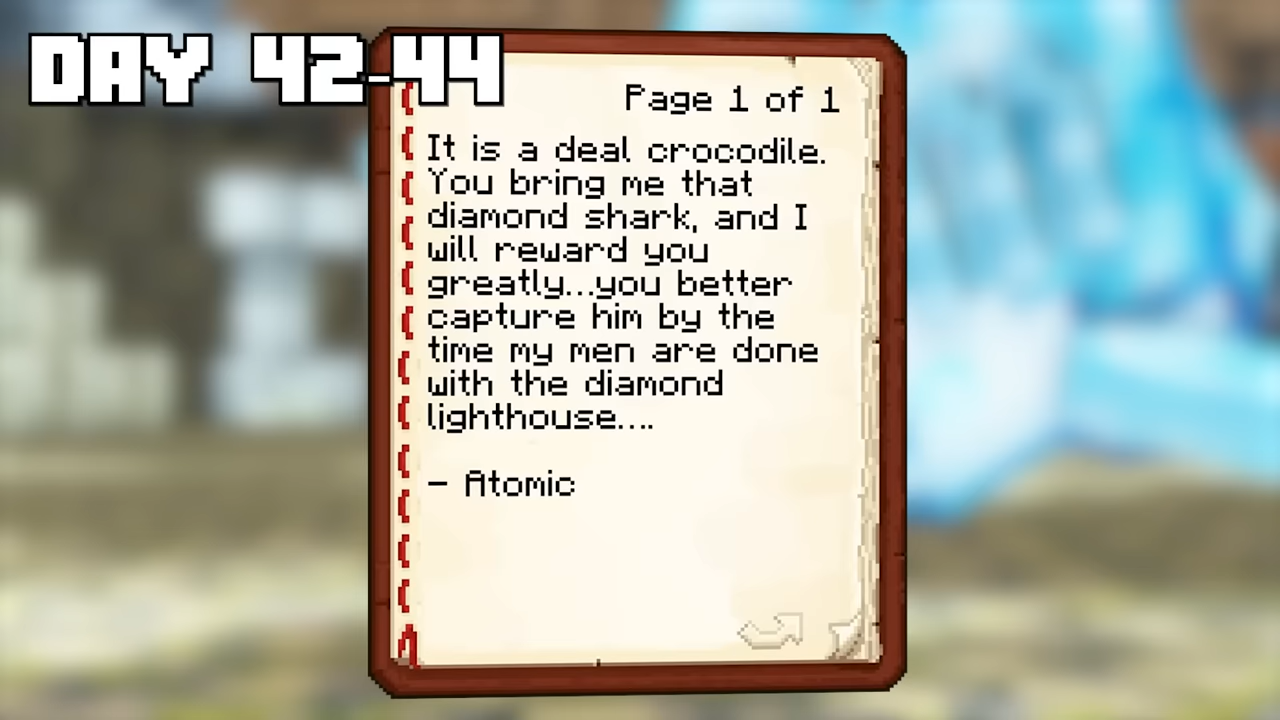 DAY 42-44
Page 1 of 1
It is a deal crocodile.
You bring me that
diamond shark, and I
will reward you
greatly...you better
capture him by the
time my men are done
with the diamond
lighthouse....
- Atomic